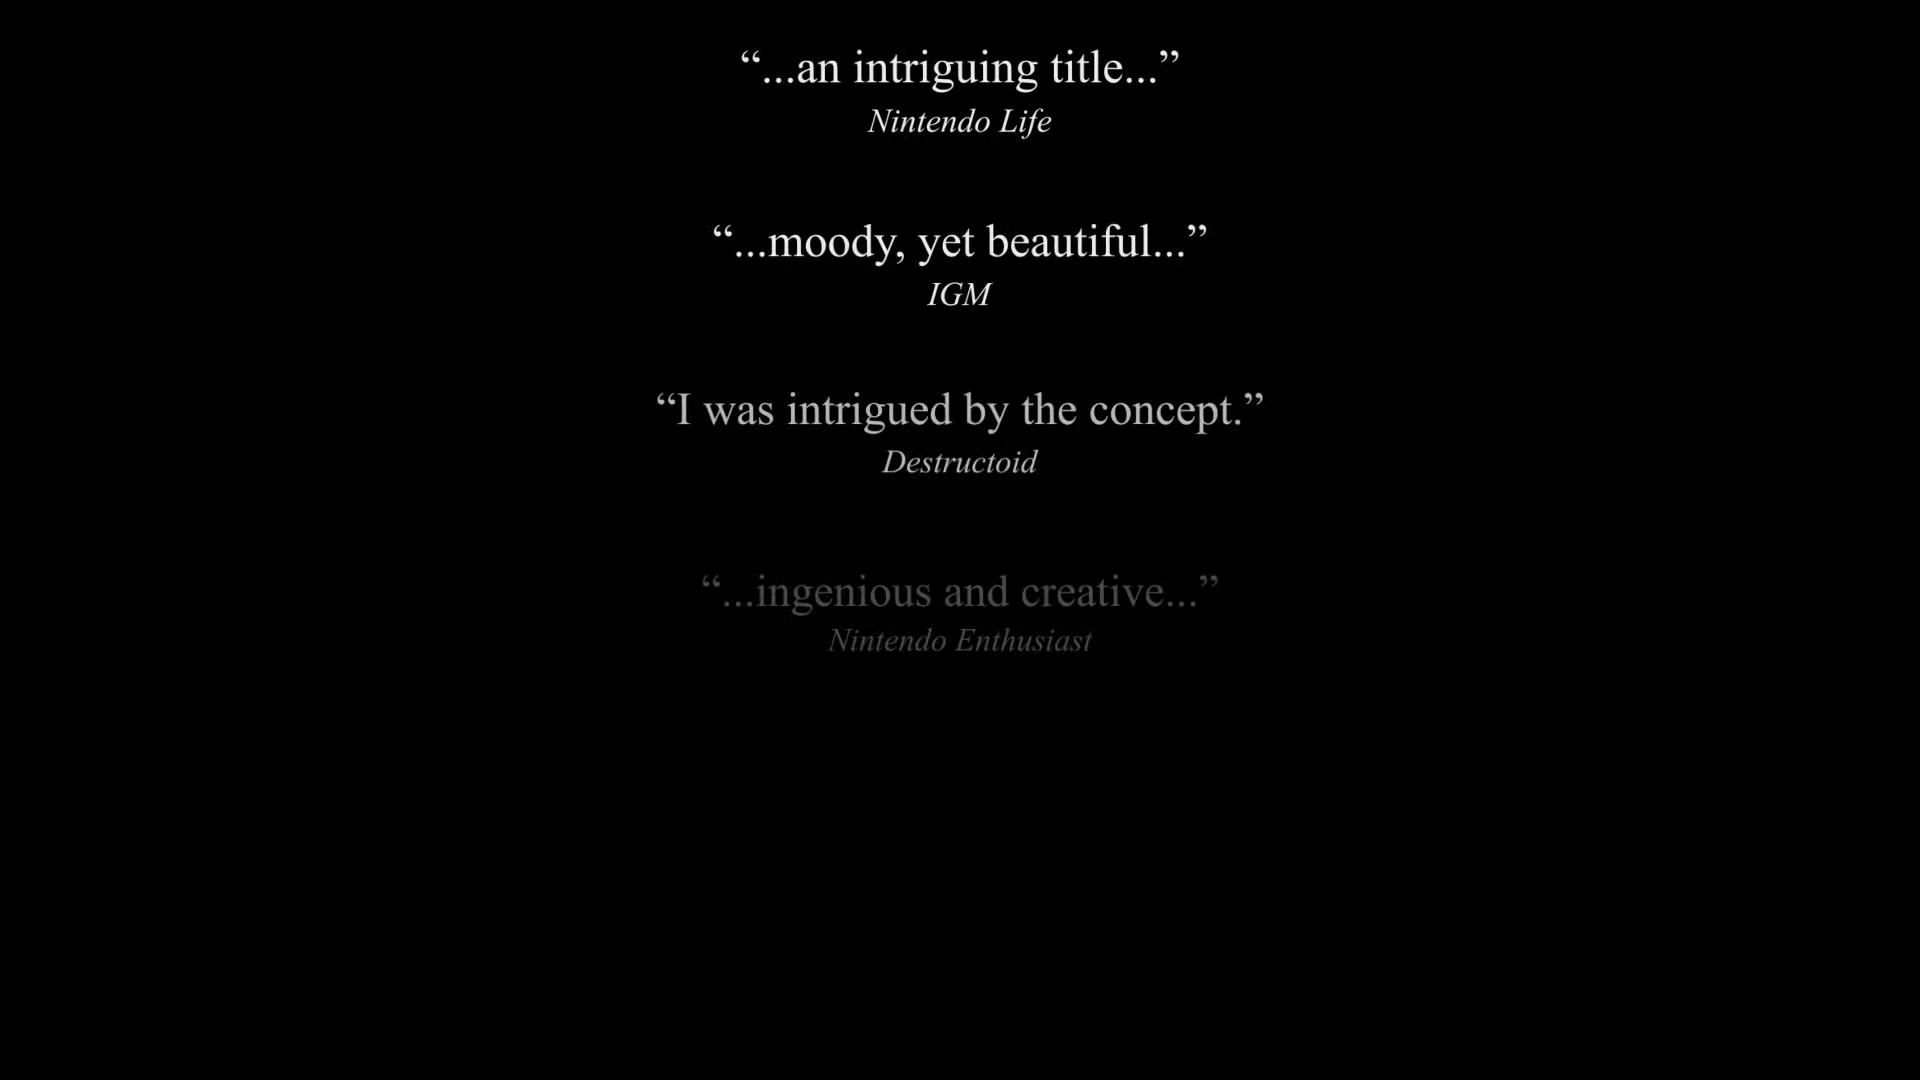 “...an intriguing title...”
Nintendo Life
“...moody, yet beautiful...”
IGM
“I was intrigued by the concept.”
Destructoid
“...ingenious and creative...”
Nintendo Enthusiast